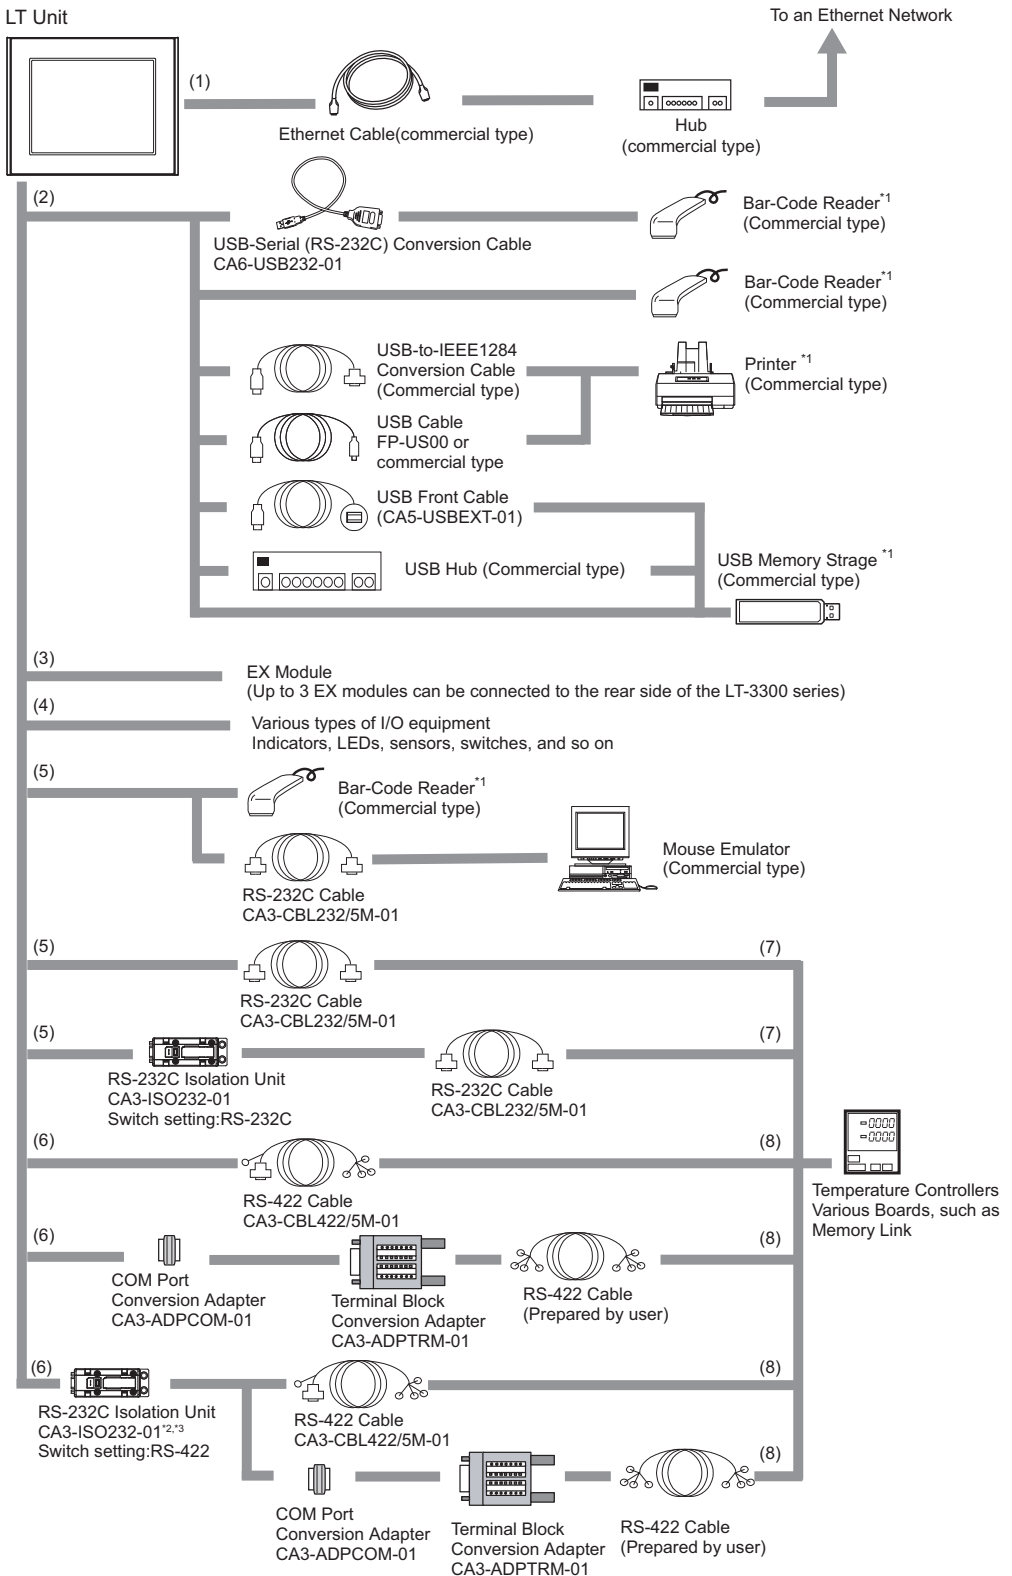 LT Unit
To an Ethernet Network
(1)
Ethernet Cable(commercial type)
Hub
(commercial type)
(2)
USB-Serial (RS-232C) Conversion Cable
CA6-USB232-01
Bar-Code Reader*1
(Commercial type)
Bar-Code Reader*1
(Commercial type)
USB-to-IEEE1284
Conversion Cable
(Commercial type)
Printer *1
(Commercial type)
USB Cable
FP-US00 or
commercial type
USB Front Cable
(CA5-USBEXT-01)
USB Hub (Commercial type)
USB Memory Strage *1
(Commercial type)
(3)
EX Module
(Up to 3 EX modules can be connected to the rear side of the LT-3300 series)
(4)
Various types of I/O equipment
Indicators, LEDs, sensors, switches, and so on
(5)
Bar-Code Reader*1
(Commercial type)
Mouse Emulator
(Commercial type)
RS-232C Cable
CA3-CBL232/5M-01
(5)
(7)
RS-232C Cable
CA3-CBL232/5M-01
(5)
(7)
RS-232C Isolation Unit
CA3-ISO232-01
Switch setting:RS-232C
RS-232C Cable
CA3-CBL232/5M-01
(6)
(8)
RS-422 Cable
CA3-CBL422/5M-01
Temperature Controllers
Various Boards, such as
Memory Link
(6)
(8)
COM Port
Conversion Adapter
CA3-ADPCOM-01
Terminal Block
Conversion Adapter
CA3-ADPTRM-01
RS-422 Cable
(Prepared by user)
(6)
(8)
RS-232C Isolation Unit
CA3-ISO232-01*2,*3
Switch setting:RS-422
RS-422 Cable
CA3-CBL422/5M-01
(8)
COM Port
Conversion Adapter
CA3-ADPCOM-01
Terminal Block
Conversion Adapter
CA3-ADPTRM-01
RS-422 Cable
(Prepared by user)